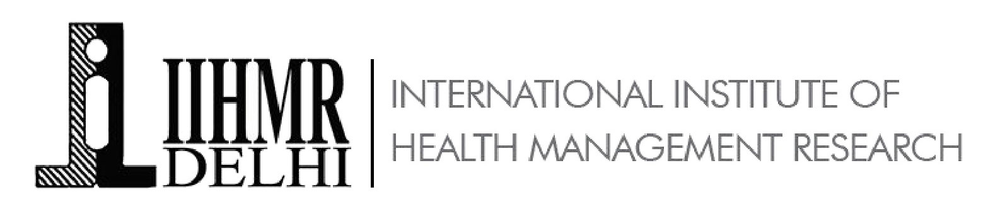 IIHMR
DELHI
INTERNATIONAL INSTITUTE OF
HEALTH MANAGEMENT RESEARCH